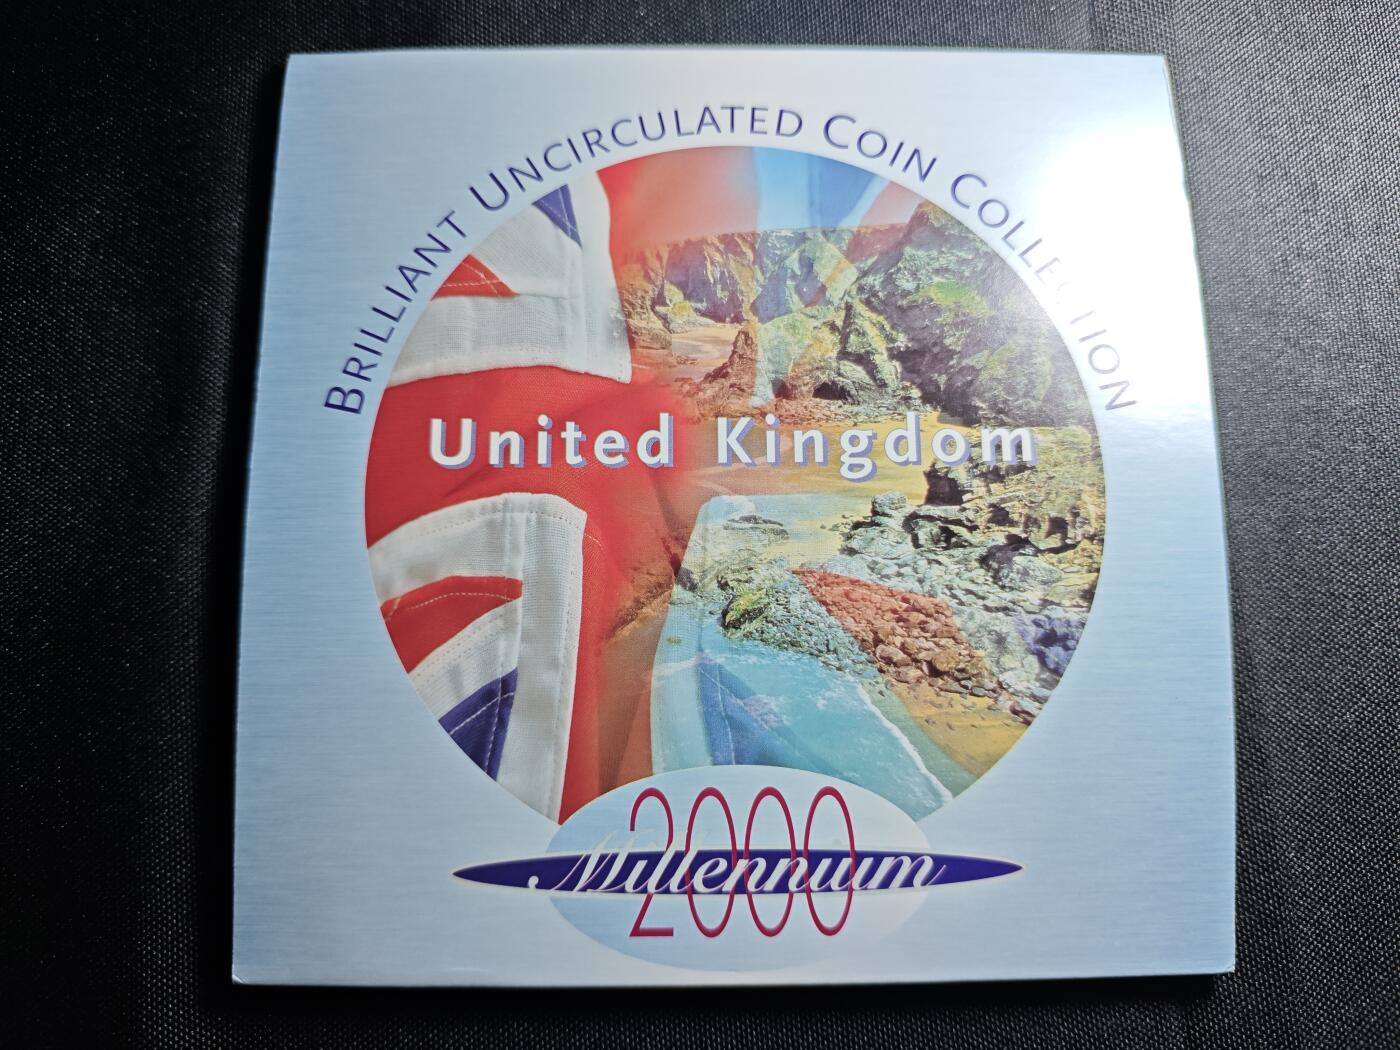 BRILLIANT UNCIRCULATED COIN COLLECTION
United Kingdom
2000
Millennium